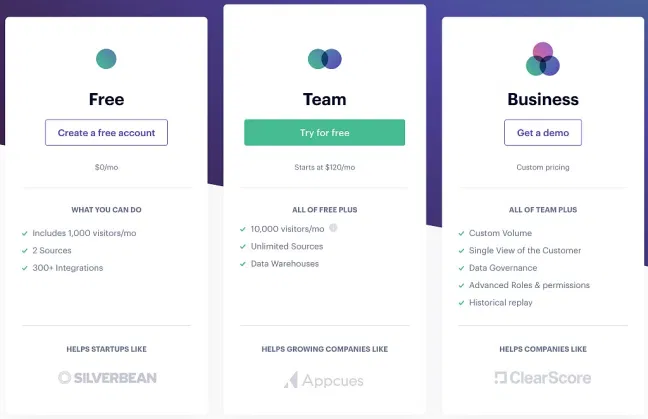 Free
Create a free account
$0/mo
WHAT YOU CAN DO
Includes 1,000 visitors/mo
2 Sources
300+ Integrations
HELPS STARTUPS LIKE
SILVERBEAN
Team
Try for free
Starts at $120/mo
ALL OF FREE PLUS
10,000 visitors/mo
Unlimited Sources
Data Warehouses
HELPS GROWING COMPANIES LIKE
Appcues
Business
Get a demo
Custom pricing
ALL OF TEAM PLUS
Custom Volume
Single View of the Customer
Data Governance
Advanced Roles & permissions
Historical replay
HELPS COMPANIES LIKE
ClearScore